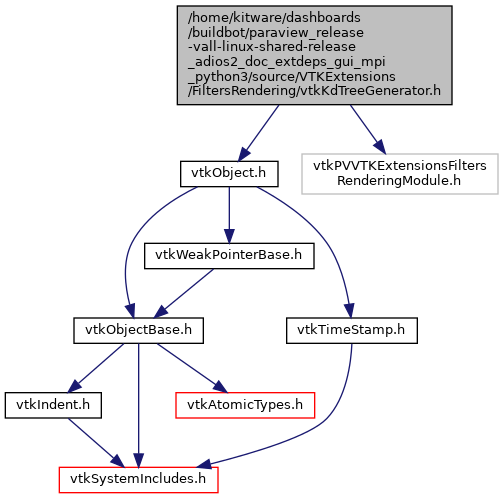 /home/kitware/dashboards
/buildbot/paraview_release
-vall-linux-shared-release
_adios2_doc_extdeps_gui_mpi
_python3/source/VTKExtensions
/FiltersRendering/vtkKdTreeGenerator.h
vtkObject.h
vtkPVVTKExtensionsFilters
RenderingModule.h
vtkWeakPointerBase.h
vtkObjectBase.h
vtkTimeStamp.h
vtkIndent.h
vtkAtomicTypes.h
vtkSystemIncludes.h